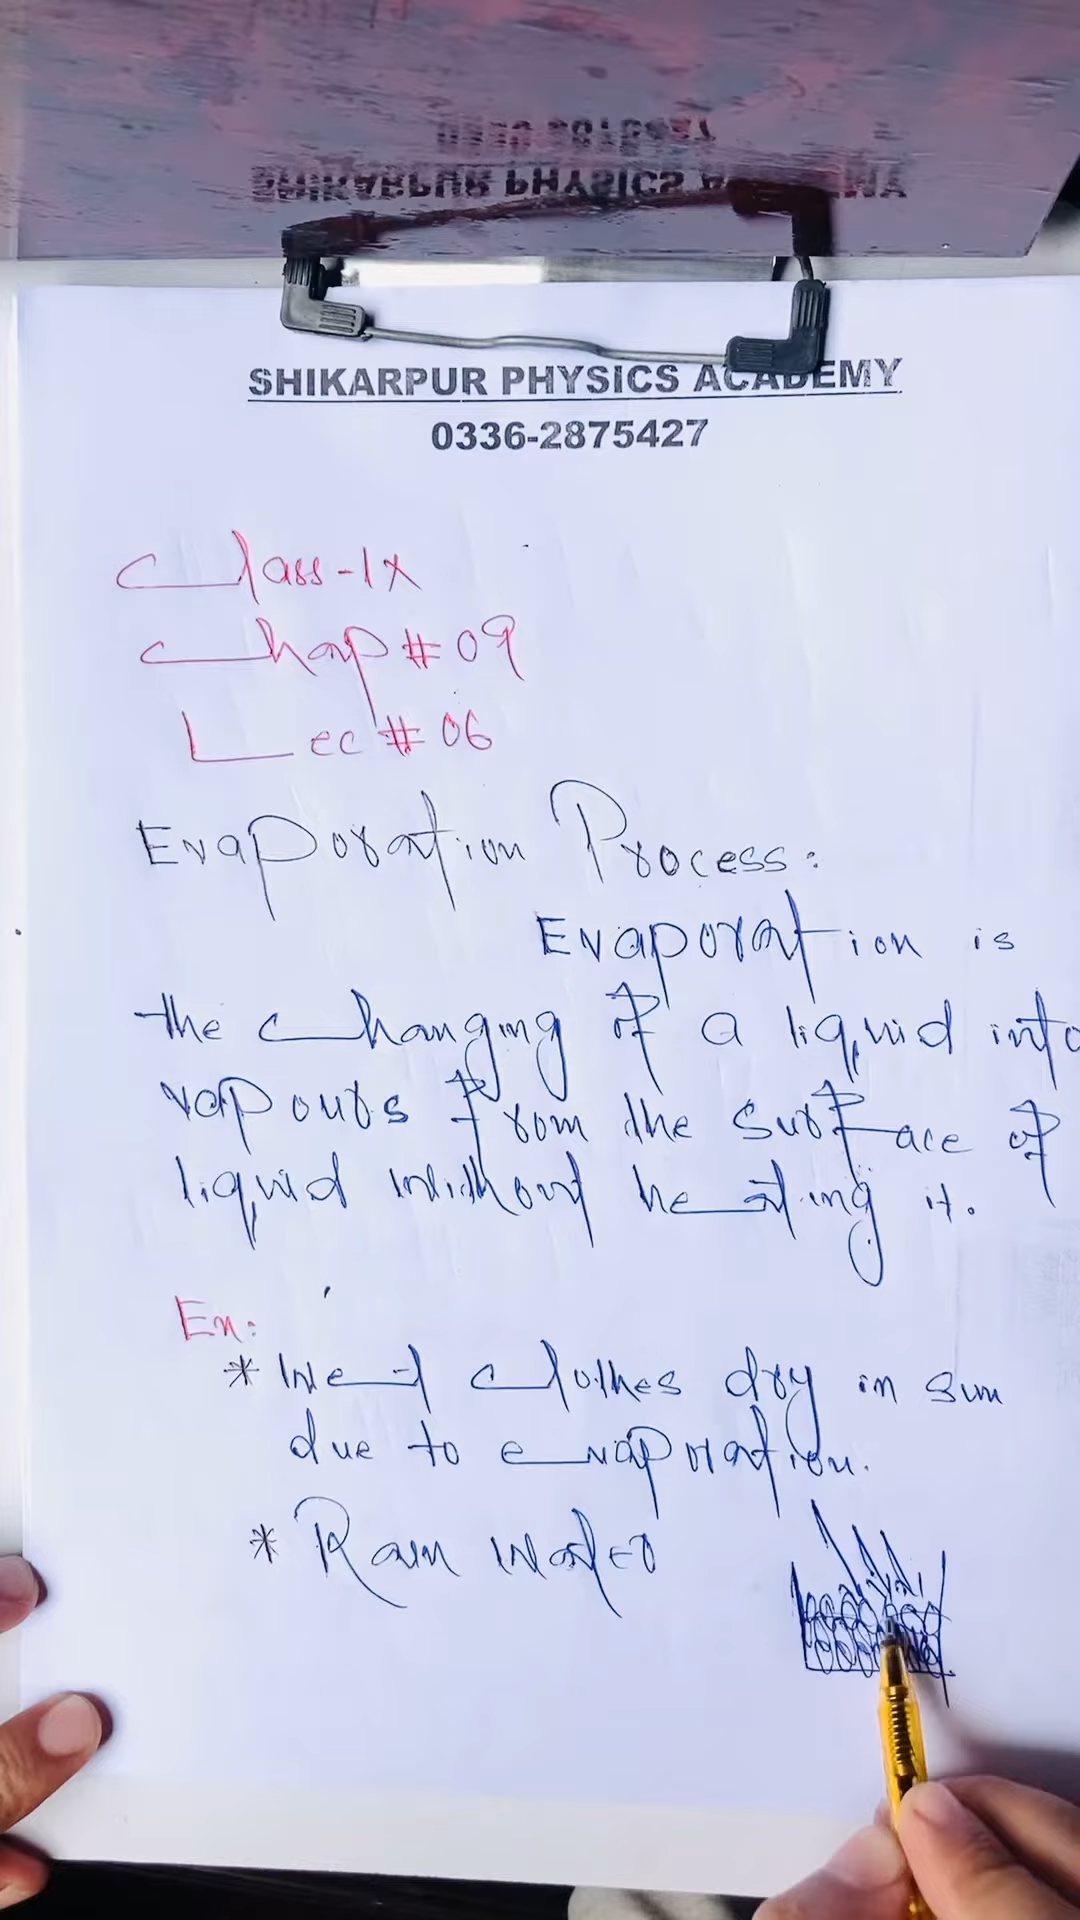 SHIKARPUR PHYSICS ACADEMY
0336-2875427
Class-IX
Chap # 09
Lec # 06
Evaporation Process:
Evaporation is
the changing of a liquid into
vapours from the surface of
liquid without heating it.
Ex:
* Wet clothes dry in sun
due to evaporation.
* Rain water